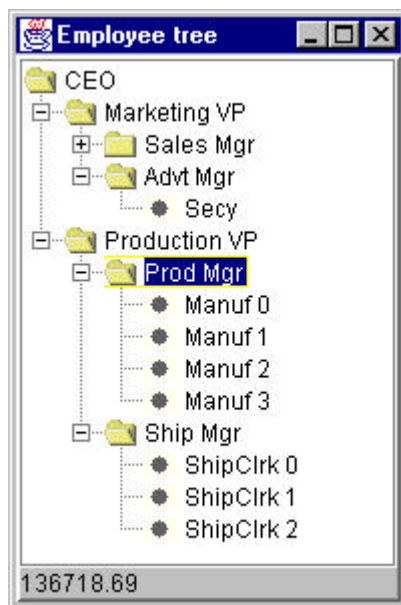 Employee tree
CEO
Marketing VP
Sales Mgr
Advt Mgr
Secy
Production VP
Prod Mgr
Manuf 0
Manuf 1
Manuf 2
Manuf 3
Ship Mgr
ShipClrk 0
ShipClrk 1
ShipClrk 2
136718.69